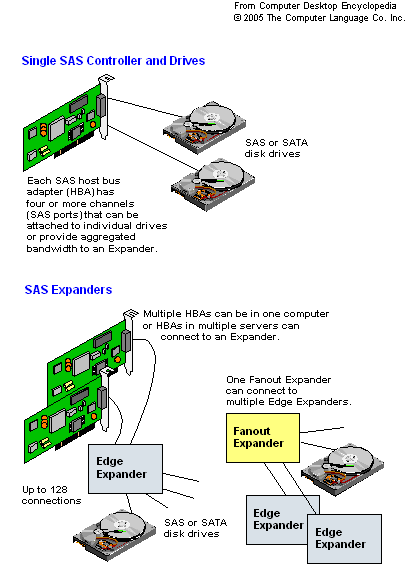 From Computer Desktop Encyclopedia
© 2005 The Computer Language Co. Inc.
Single SAS Controller and Drives
SAS or SATA
disk drives
Each SAS host bus
adapter (HBA) has
four or more channels
(SAS ports) that can be
attached to individual drives
or provide aggregated
bandwidth to an Expander.
SAS Expanders
Multiple HBAs can be in one computer
or HBAs in multiple servers can
connect to an Expander.
One Fanout Expander
can connect to
multiple Edge Expanders.
Fanout
Expander
Edge
Expander
Up to 128
connections
SAS or SATA
disk drives
Edge
Expander
Edge
Expander